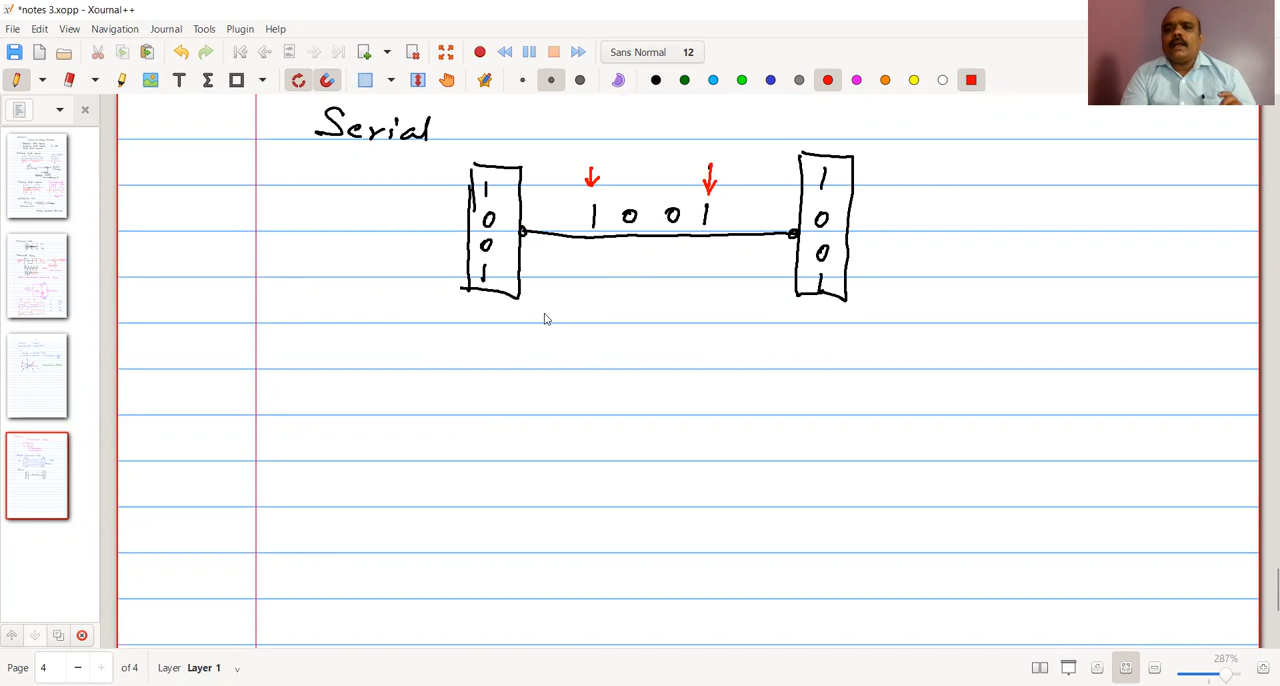 *notes 3.xopp - Xournal++
File Edit View Navigation Journal Tools Plugin Help
Sans Normal 12
Serial
1 0 0 1
1
0
0
1
1
0
0
1
Page 4 of 4 Layer Layer 1 287%